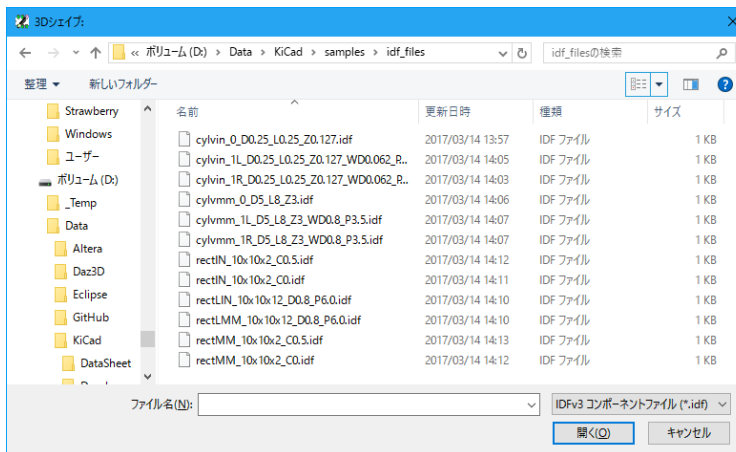 3Dシェイプ:
« ボリューム (D:) › Data › KiCad › samples › idf_files
idf_filesの検索
整理 ▼ 新しいフォルダー
名前 更新日時 種類 サイズ
Strawberry
Windows
ユーザー
ボリューム (D:)
_Temp
Data
Altera
Daz3D
Eclipse
GitHub
KiCad
DataSheet
cylvin_0_D0.25_L0.25_Z0.127.idf 2017/03/14 13:57 IDF ファイル 1 KB
cylvin_1L_D0.25_L0.25_Z0.127_WD0.062_P... 2017/03/14 14:05 IDF ファイル 1 KB
cylvin_1R_D0.25_L0.25_Z0.127_WD0.062_P... 2017/03/14 14:03 IDF ファイル 1 KB
cylvmm_0_D5_L8_Z3.idf 2017/03/14 14:06 IDF ファイル 1 KB
cylvmm_1L_D5_L8_Z3_WD0.8_P3.5.idf 2017/03/14 14:07 IDF ファイル 1 KB
cylvmm_1R_D5_L8_Z3_WD0.8_P3.5.idf 2017/03/14 14:07 IDF ファイル 1 KB
rectIN_10x10x2_C0.5.idf 2017/03/14 14:12 IDF ファイル 1 KB
rectIN_10x10x2_C0.idf 2017/03/14 14:11 IDF ファイル 1 KB
rectLIN_10x10x12_D0.8_P6.0.idf 2017/03/14 14:10 IDF ファイル 1 KB
rectLMM_10x10x12_D0.8_P6.0.idf 2017/03/14 14:10 IDF ファイル 1 KB
rectMM_10x10x2_C0.5.idf 2017/03/14 14:13 IDF ファイル 1 KB
rectMM_10x10x2_C0.idf 2017/03/14 14:12 IDF ファイル 1 KB
ファイル名(N):
IDFv3 コンポーネントファイル (*.idf)
開く(O) キャンセル